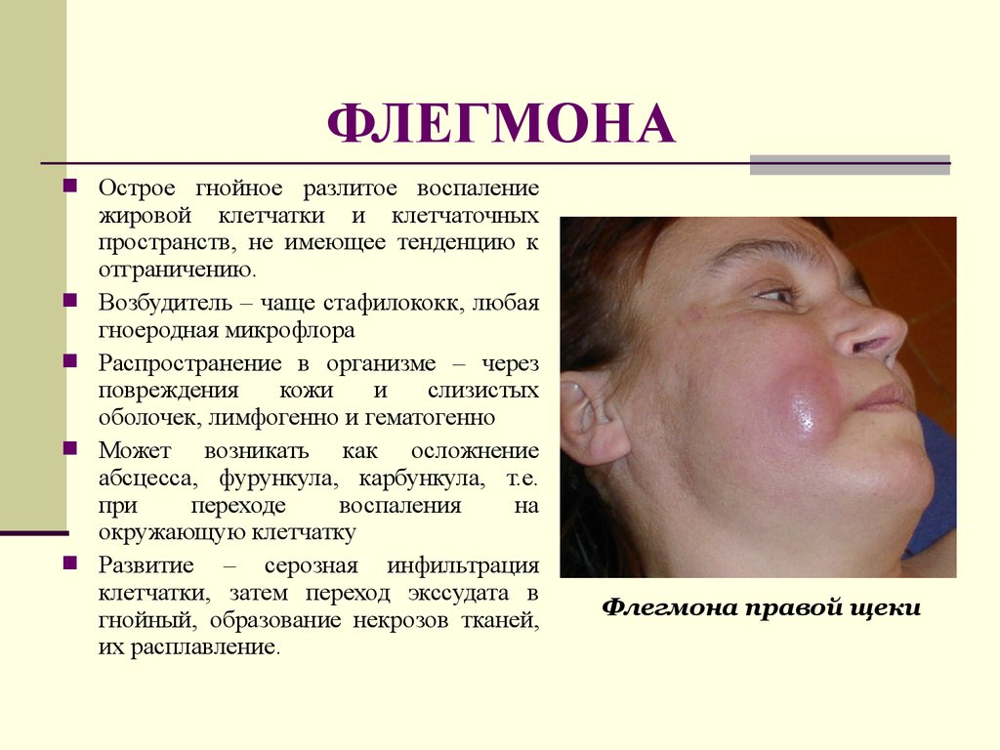 ФЛЕГМОНА
Острое гнойное разлитое воспаление
жировой клетчатки и клетчаточных
пространств, не имеющее тенденцию к
отграничению.
Возбудитель – чаще стафилококк, любая
гноеродная микрофлора
Распространение в организме – через
повреждения кожи и слизистых
оболочек, лимфогенно и гематогенно
Может возникать как осложнение
абсцесса, фурункула, карбункула, т.е.
при переходе воспаления на
окружающую клетчатку
Развитие – серозная инфильтрация
клетчатки, затем переход экссудата в
гнойный, образование некрозов тканей,
их расплавление.
Флегмона правой щеки